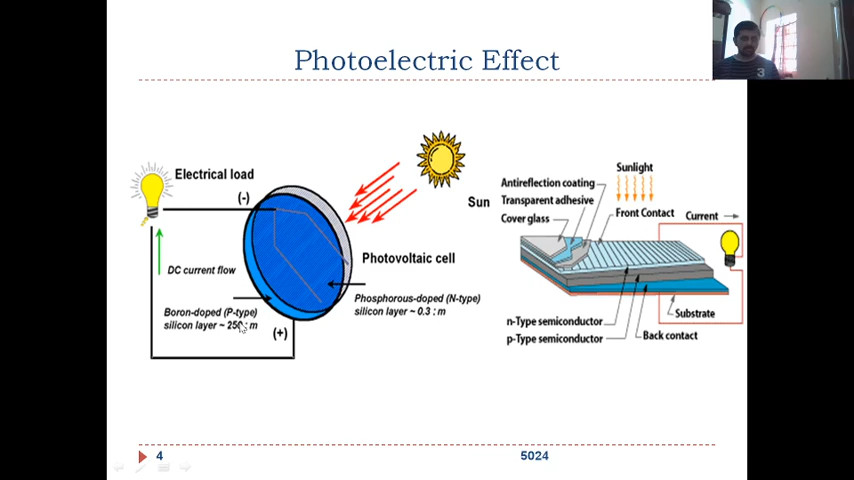 Photoelectric Effect
Electrical load
(-)
Sun
DC current flow
Photovoltaic cell
Boron-doped (P-type)
silicon layer ~ 250 : m
(+)
Phosphorous-doped (N-type)
silicon layer ~ 0.3 : m
Sunlight
Antireflection coating
Transparent adhesive
Cover glass
Front Contact
Current
n-Type semiconductor
p-Type semiconductor
Substrate
Back contact
4
5024
3